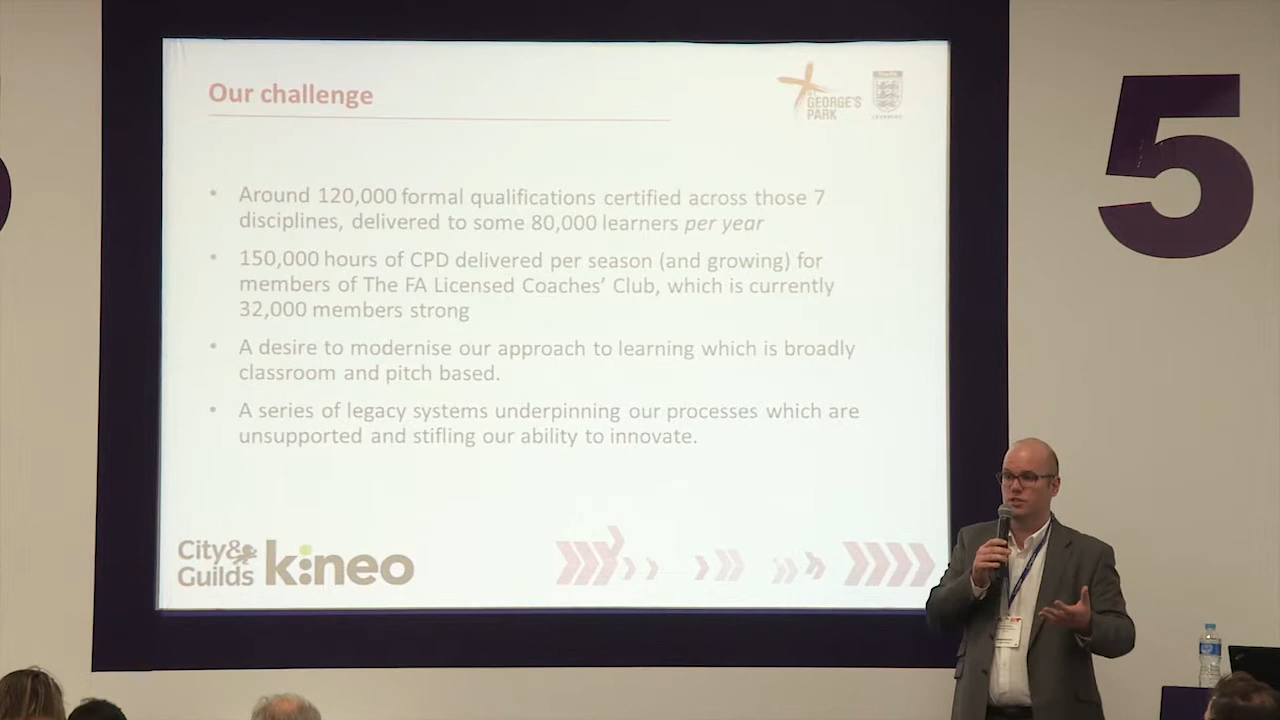 Our challenge
GEORGE'S
PARK
• Around 120,000 formal qualifications certified across those 7
disciplines, delivered to some 80,000 learners per year
• 150,000 hours of CPD delivered per season (and growing) for
members of The FA Licensed Coaches' Club, which is currently
32,000 members strong
• A desire to modernise our approach to learning which is broadly
classroom and pitch based.
• A series of legacy systems underpinning our processes which are
unsupported and stifling our ability to innovate.
City&
Guilds
kineo
5